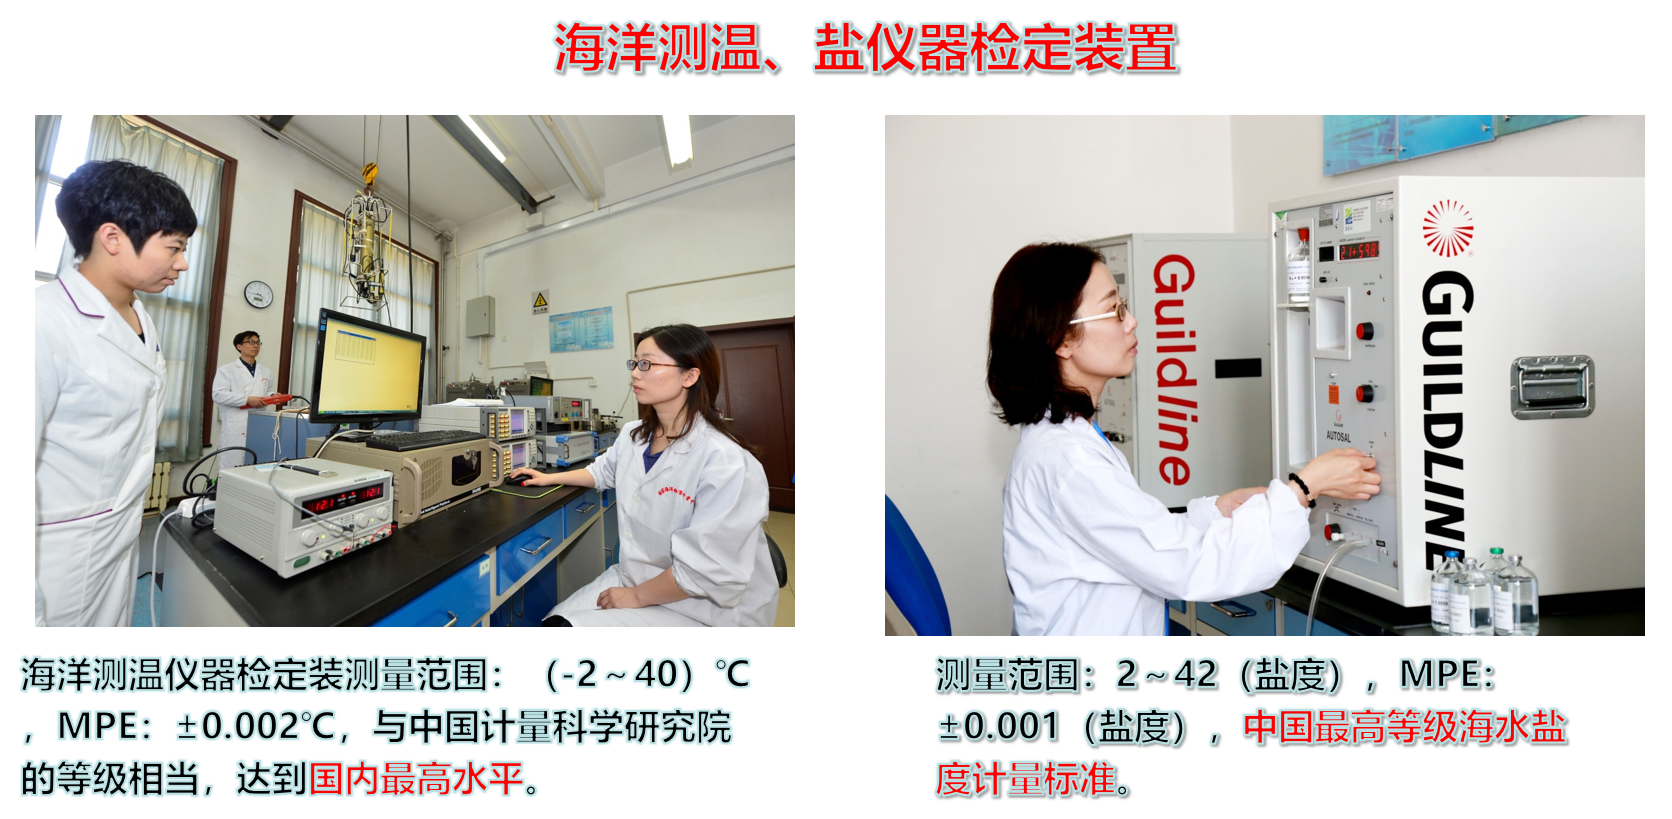 海洋测温、盐仪器检定装置
Guildline
GUILDLINE
AUTOSAL
海洋测温仪器检定装测量范围：（-2～40）℃
，MPE：±0.002℃，与中国计量科学研究院
的等级相当，达到国内最高水平。
测量范围：2～42（盐度），MPE：
±0.001（盐度），中国最高等级海水盐
度计量标准。